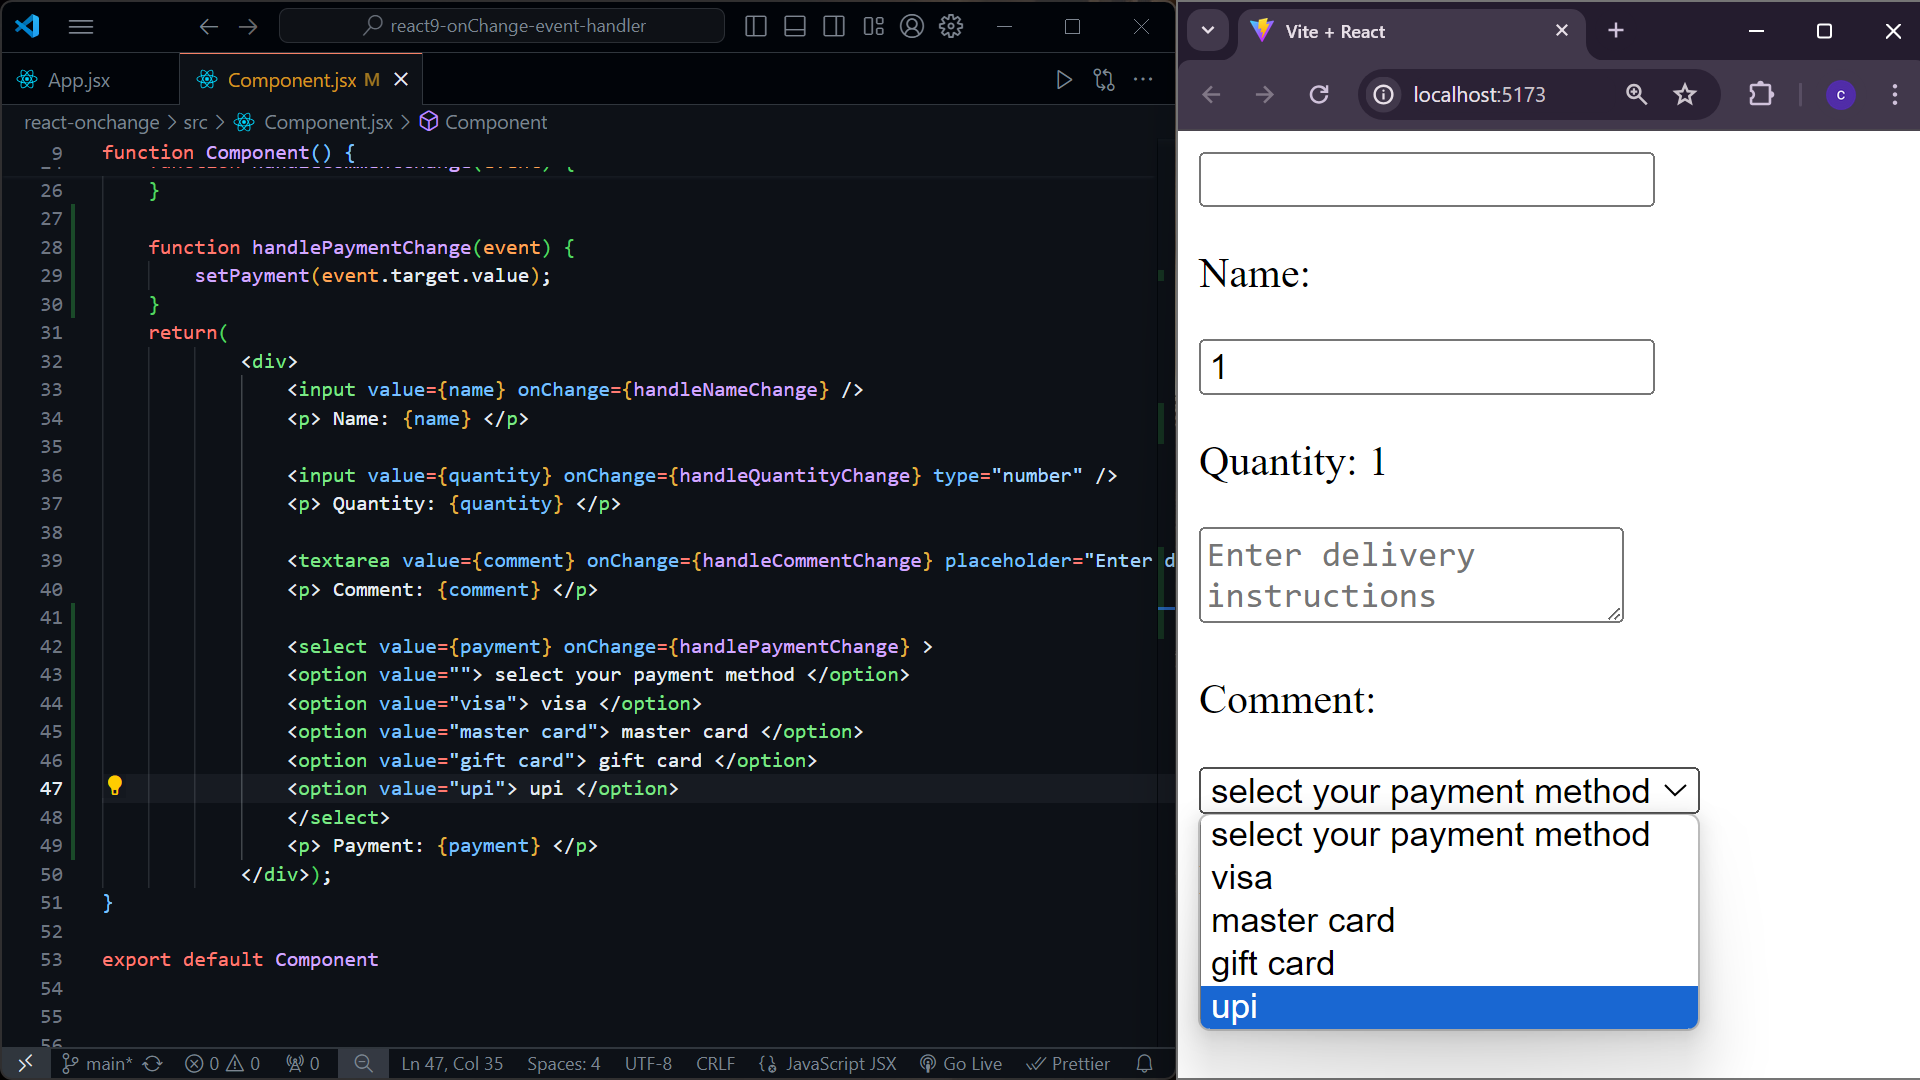 react9-onChange-event-handler
App.jsx
Component.jsx M
react-onchange > src > Component.jsx > Component
9 function Component() {
26 }
27
28 function handlePaymentChange(event) {
29 setPayment(event.target.value);
30 }
31 return(
32 <div>
33 <input value={name} onChange={handleNameChange} />
34 <p> Name: {name} </p>
35
36 <input value={quantity} onChange={handleQuantityChange} type="number" />
37 <p> Quantity: {quantity} </p>
38
39 <textarea value={comment} onChange={handleCommentChange} placeholder="Enter d
40 <p> Comment: {comment} </p>
41
42 <select value={payment} onChange={handlePaymentChange} >
43 <option value=""> select your payment method </option>
44 <option value="visa"> visa </option>
45 <option value="master card"> master card </option>
46 <option value="gift card"> gift card </option>
47 <option value="upi"> upi </option>
48 </select>
49 <p> Payment: {payment} </p>
50 </div>);
51 }
52
53 export default Component
54
55
56
main* 0 0 0 Ln 47, Col 35 Spaces: 4 UTF-8 CRLF JavaScript JSX Go Live Prettier
Vite + React
localhost:5173
c
Name:
1
Quantity: 1
Enter delivery
instructions
Comment:
select your payment method
select your payment method
visa
master card
gift card
upi